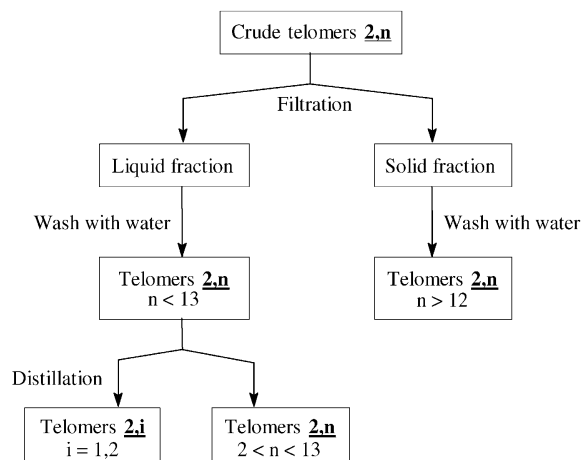 Crude telomers 2,n
Filtration
Liquid fraction
Solid fraction
Wash with water
Wash with water
Telomers 2,n
n < 13
Telomers 2,n
n > 12
Distillation
Telomers 2,i
i = 1,2
Telomers 2,n
2 < n < 13